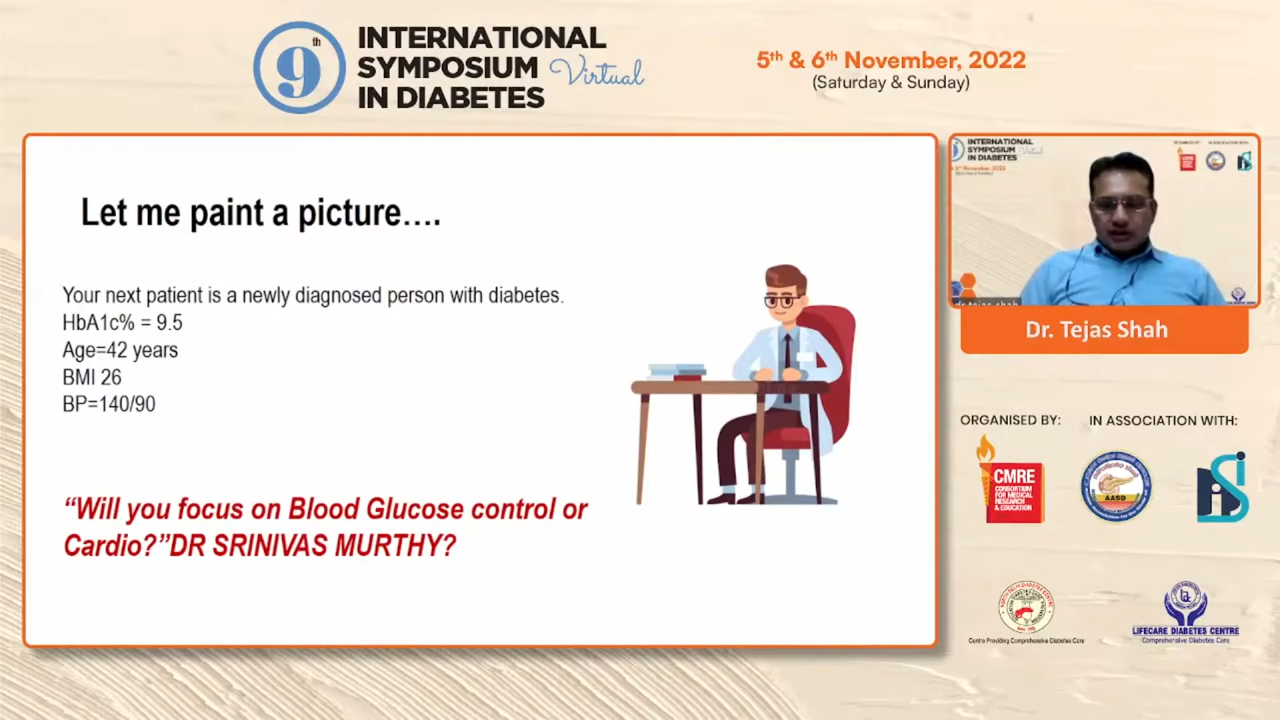 9th
INTERNATIONAL
SYMPOSIUM Virtual
IN DIABETES
5th & 6th November, 2022
(Saturday & Sunday)
Let me paint a picture....
Your next patient is a newly diagnosed person with diabetes.
HbA1c% = 9.5
Age=42 years
BMI 26
BP=140/90
“Will you focus on Blood Glucose control or
Cardio?”DR SRINIVAS MURTHY?
INTERNATIONAL
SYMPOSIUM
IN DIABETES
dr tejas shah
Dr. Tejas Shah
ORGANISED BY:
IN ASSOCIATION WITH:
CMRE
CONSORTIUM
FOR MEDICAL
RESEARCH
& EDUCATION
AASD
Centre Providing Comprehensive Diabetes Care
LIFECARE DIABETES CENTRE
Comprehensive Diabetes Care